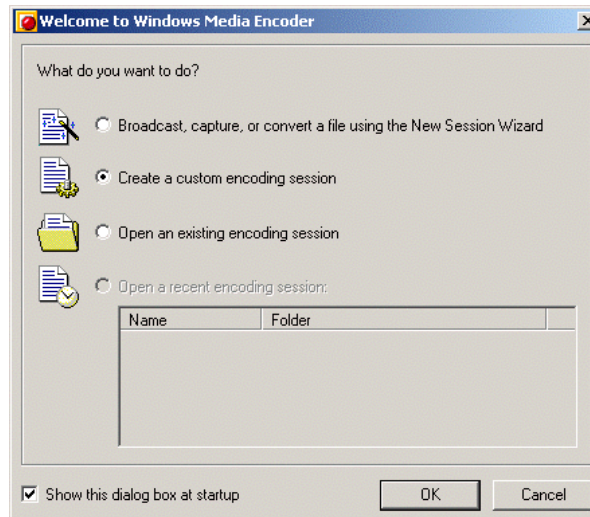 Welcome to Windows Media Encoder
What do you want to do?
Broadcast, capture, or convert a file using the New Session Wizard
Create a custom encoding session
Open an existing encoding session
Open a recent encoding session:
Name Folder
Show this dialog box at startup OK Cancel